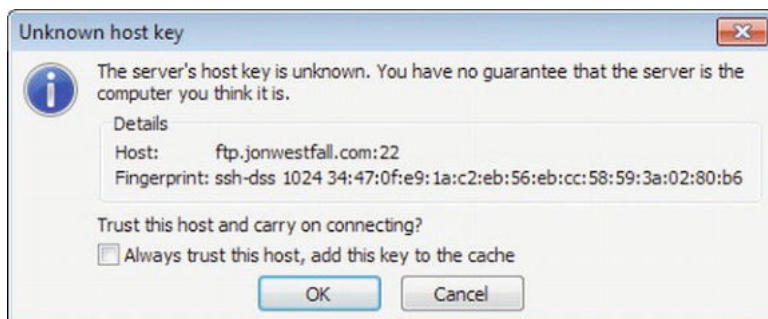 Unknown host key
The server's host key is unknown. You have no guarantee that the server is the
computer you think it is.
Details
Host: ftp.jonwestfall.com:22
Fingerprint: ssh-dss 1024 34:47:0f:e9:1a:c2:eb:56:eb:cc:58:59:3a:02:80:b6
Trust this host and carry on connecting?
Always trust this host, add this key to the cache
OK Cancel